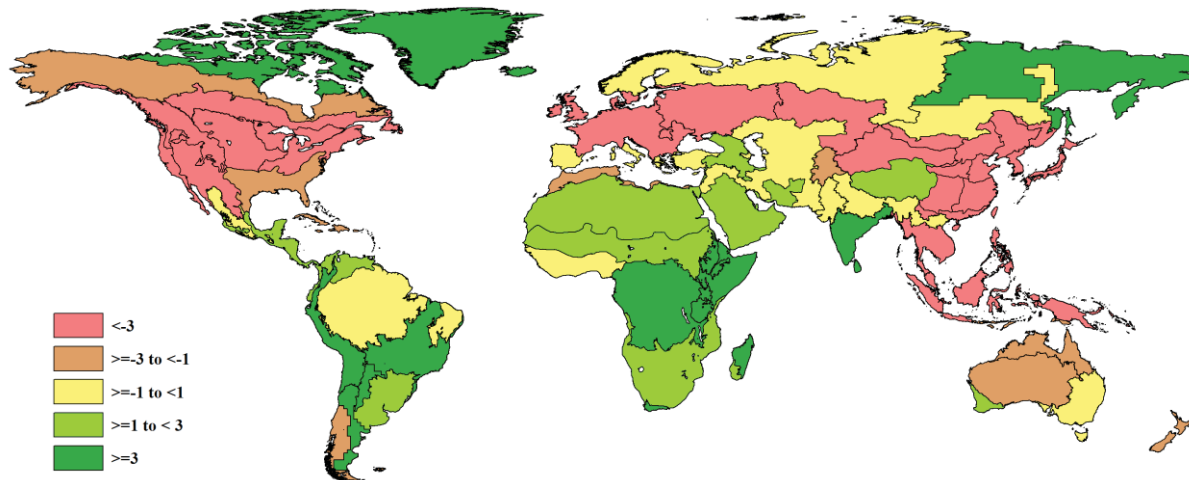 <-3
>=-3 to <-1
>=-1 to <1
>=1 to < 3
>=3